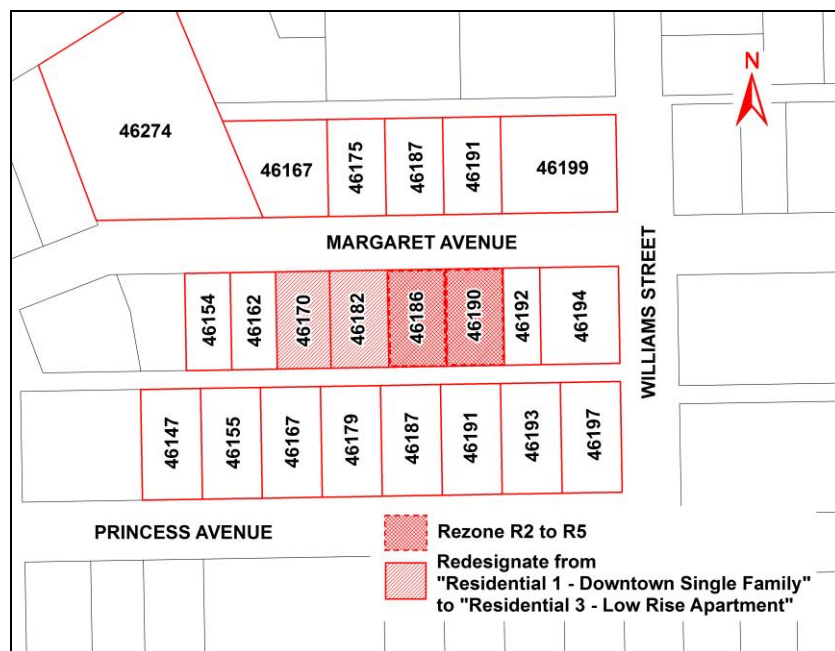 N
46274
46167
46175
46187
46191
46199
MARGARET AVENUE
WILLIAMS STREET
46154
46162
46170
46182
46186
46190
46192
46194
46147
46155
46167
46179
46187
46191
46193
46197
PRINCESS AVENUE
Rezone R2 to R5
Redesignate from
"Residential 1 - Downtown Single Family"
to "Residential 3 - Low Rise Apartment"